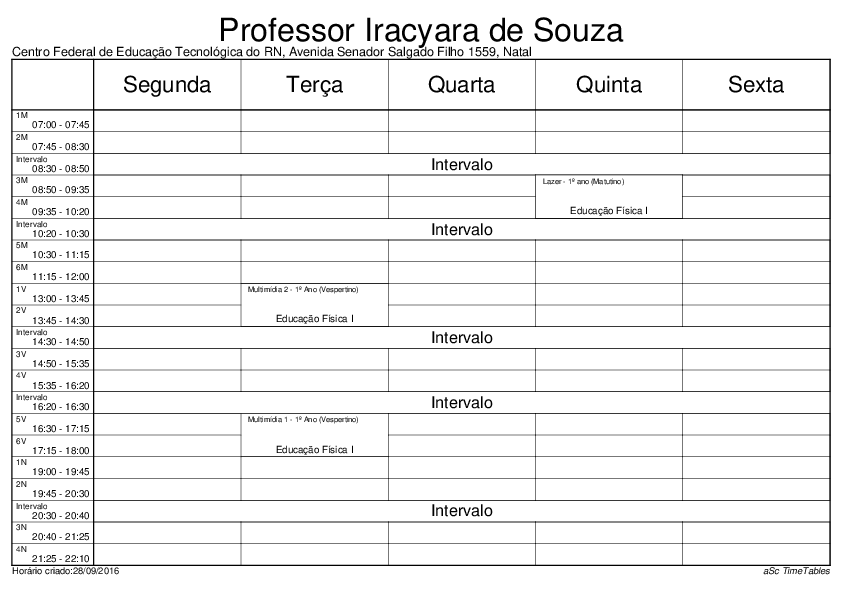 Professor Iracyara de Souza
Centro Federal de Educação Tecnológica do RN, Avenida Senador Salgado Filho 1559, Natal
Segunda Terça Quarta Quinta Sexta
1M
07:00 - 07:45
2M
07:45 - 08:30
Intervalo
08:30 - 08:50
Intervalo
3M
08:50 - 09:35
Lazer - 1º ano (Matutino)
4M
09:35 - 10:20
Educação Física I
Intervalo
10:20 - 10:30
Intervalo
5M
10:30 - 11:15
6M
11:15 - 12:00
1V
13:00 - 13:45
Multimídia 2 - 1º Ano (Vespertino)
2V
13:45 - 14:30
Educação Física I
Intervalo
14:30 - 14:50
Intervalo
3V
14:50 - 15:35
4V
15:35 - 16:20
Intervalo
16:20 - 16:30
Intervalo
5V
16:30 - 17:15
Multimídia 1 - 1º Ano (Vespertino)
6V
17:15 - 18:00
Educação Física I
1N
19:00 - 19:45
2N
19:45 - 20:30
Intervalo
20:30 - 20:40
Intervalo
3N
20:40 - 21:25
4N
21:25 - 22:10
Horário criado:28/09/2016
aSc TimeTables